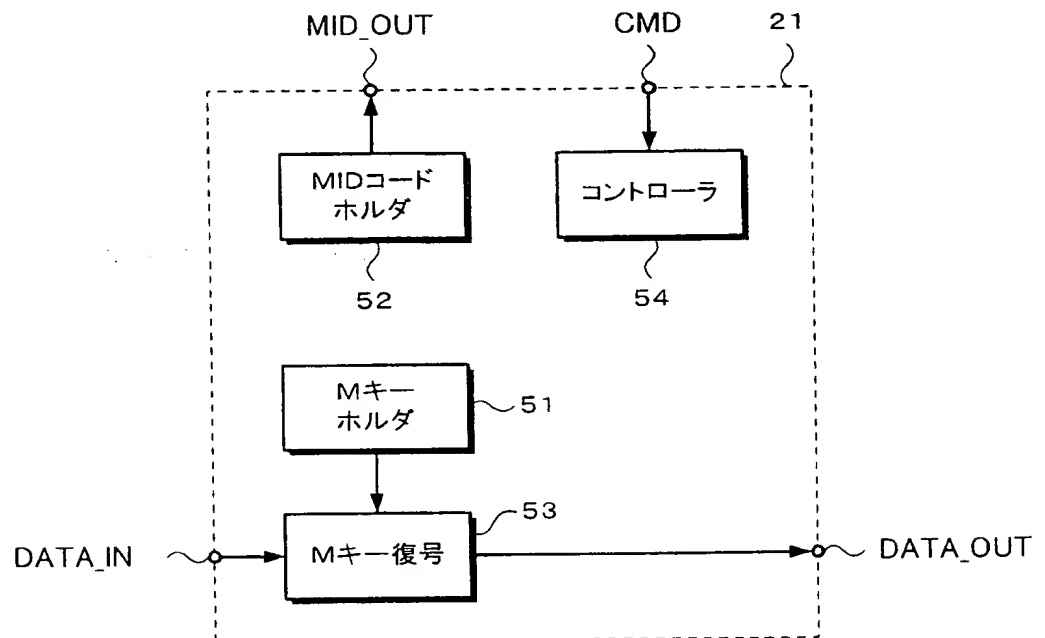 MID_OUT
CMD
21
MIDコード
ホルダ
コントローラ
52
54
Mキー
ホルダ
51
53
DATA_IN
Mキー復号
DATA_OUT